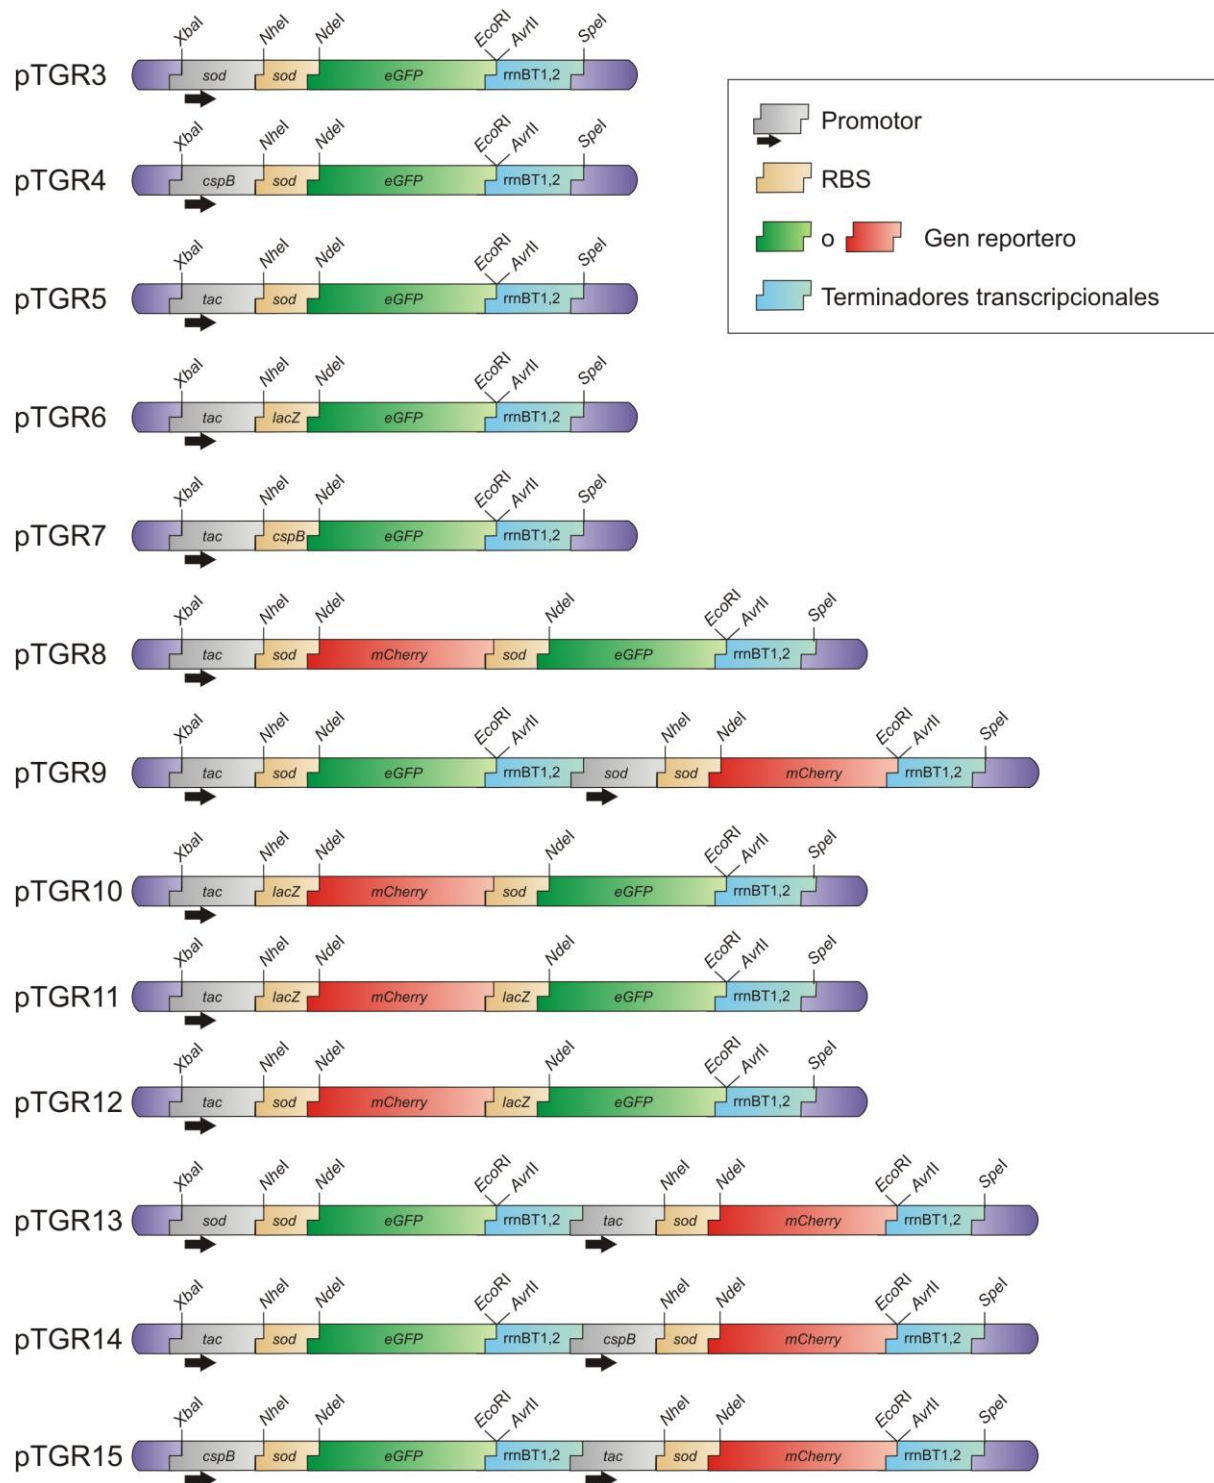 XbaI NheI NdeI EcoRI AvrII SpeI
pTGR3 sod sod eGFP rrnBT1,2
Promotor
RBS
o Gen reportero
Terminadores transcripcionales
XbaI NheI NdeI EcoRI AvrII SpeI
pTGR4 cspB sod eGFP rrnBT1,2
XbaI NheI NdeI EcoRI AvrII SpeI
pTGR5 tac sod eGFP rrnBT1,2
XbaI NheI NdeI EcoRI AvrII SpeI
pTGR6 tac lacZ eGFP rrnBT1,2
XbaI NheI NdeI EcoRI AvrII SpeI
pTGR7 tac cspB eGFP rrnBT1,2
XbaI NheI NdeI NdeI EcoRI AvrII SpeI
pTGR8 tac sod mCherry sod eGFP rrnBT1,2
XbaI NheI NdeI EcoRI AvrII NheI NdeI EcoRI AvrII SpeI
pTGR9 tac sod eGFP rrnBT1,2 sod sod mCherry rrnBT1,2
XbaI NheI NdeI NdeI EcoRI AvrII SpeI
pTGR10 tac lacZ mCherry sod eGFP rrnBT1,2
XbaI NheI NdeI NdeI EcoRI AvrII SpeI
pTGR11 tac lacZ mCherry lacZ eGFP rrnBT1,2
XbaI NheI NdeI NdeI EcoRI AvrII SpeI
pTGR12 tac sod mCherry lacZ eGFP rrnBT1,2
XbaI NheI NdeI EcoRI AvrII NheI NdeI EcoRI AvrII SpeI
pTGR13 sod sod eGFP rrnBT1,2 tac sod mCherry rrnBT1,2
XbaI NheI NdeI EcoRI AvrII NheI NdeI EcoRI AvrII SpeI
pTGR14 tac sod eGFP rrnBT1,2 cspB sod mCherry rrnBT1,2
XbaI NheI NdeI EcoRI AvrII NheI NdeI EcoRI AvrII SpeI
pTGR15 cspB sod eGFP rrnBT1,2 tac sod mCherry rrnBT1,2